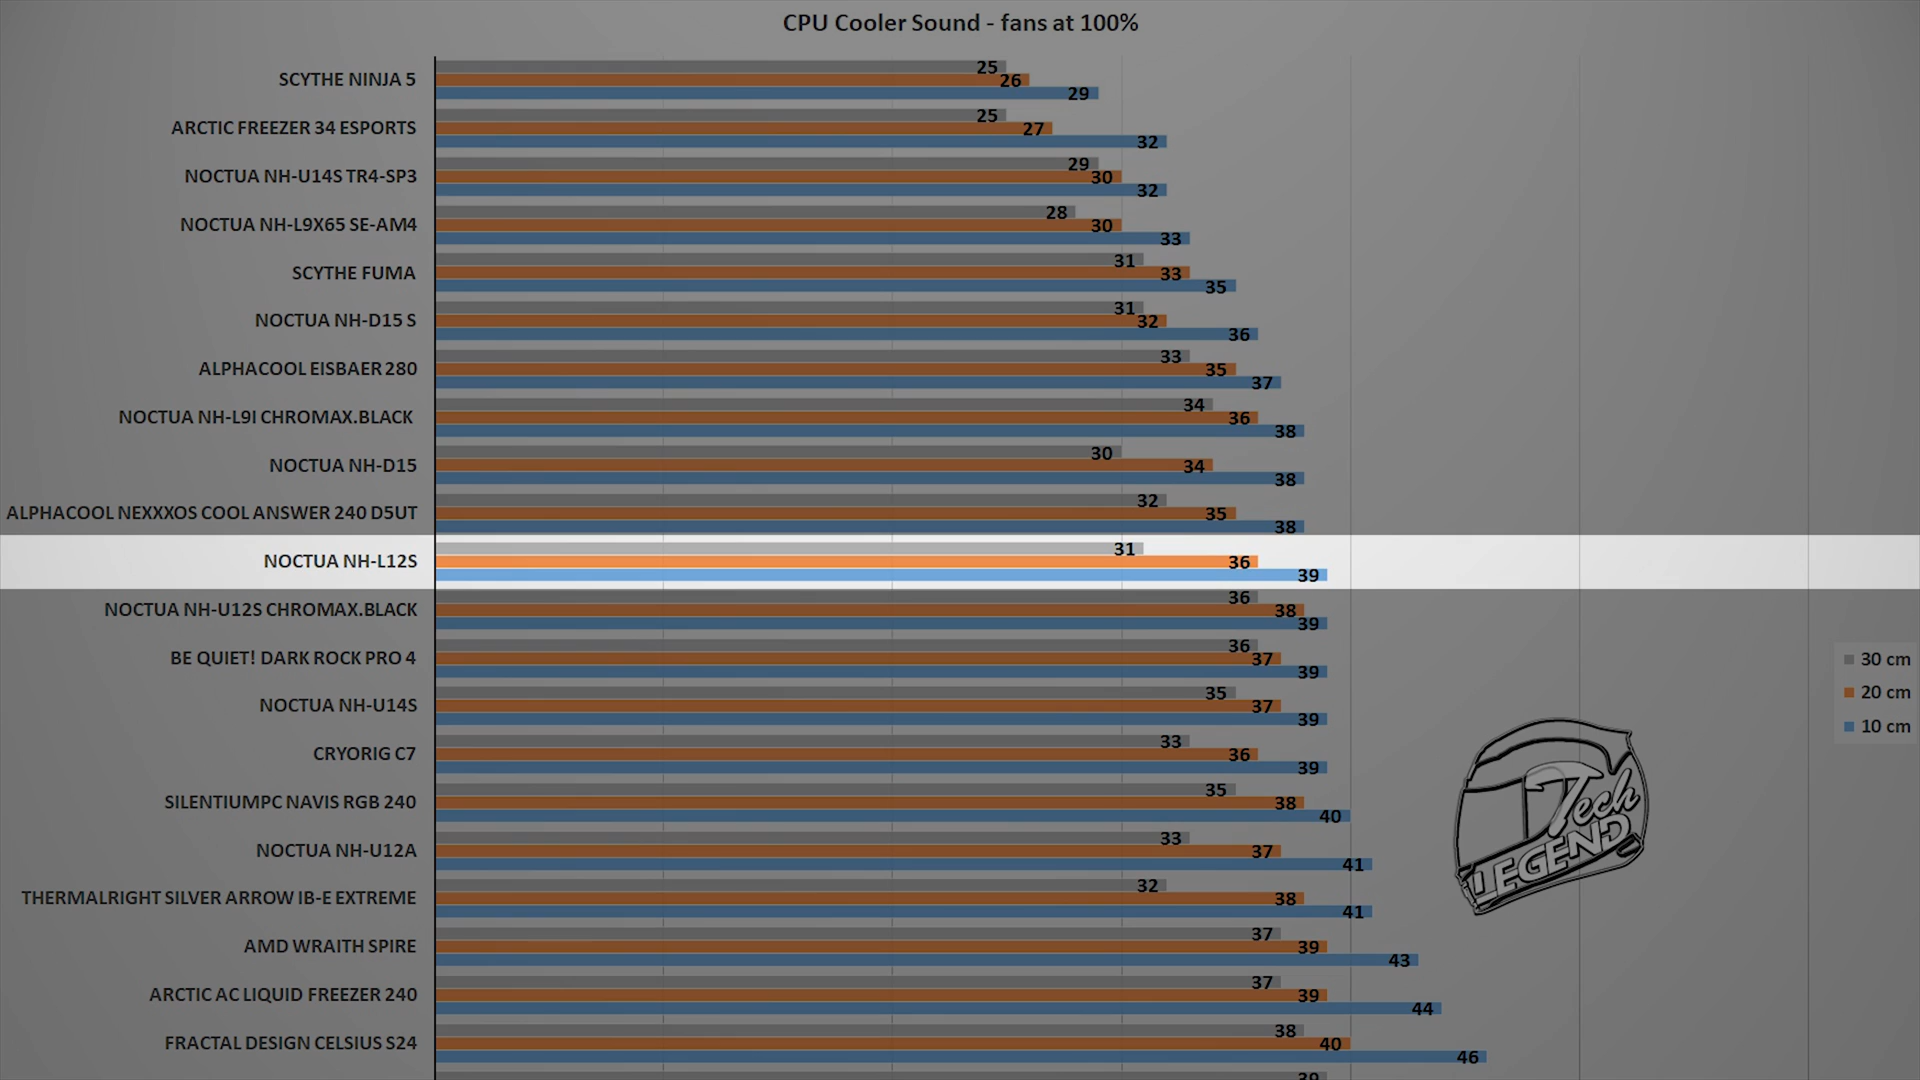 CPU Cooler Sound - fans at 100%
SCYTHE NINJA 5
25
26
29
ARCTIC FREEZER 34 ESPORTS
25
27
32
NOCTUA NH-U14S TR4-SP3
29
30
32
NOCTUA NH-L9X65 SE-AM4
28
30
33
SCYTHE FUMA
31
33
35
NOCTUA NH-D15 S
31
32
36
ALPHACOOL EISBAER 280
33
35
37
NOCTUA NH-L9I CHROMAX.BLACK
34
36
38
NOCTUA NH-D15
30
34
38
ALPHACOOL NEXXXOS COOL ANSWER 240 D5UT
32
35
38
NOCTUA NH-L12S
31
36
39
NOCTUA NH-U12S CHROMAX.BLACK
36
38
39
BE QUIET! DARK ROCK PRO 4
36
37
39
NOCTUA NH-U14S
35
37
39
CRYORIG C7
33
36
39
SILENTIUMPC NAVIS RGB 240
35
38
40
NOCTUA NH-U12A
33
37
41
THERMALRIGHT SILVER ARROW IB-E EXTREME
32
38
41
AMD WRAITH SPIRE
37
39
43
ARCTIC AC LIQUID FREEZER 240
37
39
44
FRACTAL DESIGN CELSIUS S24
38
40
46
39
30 cm
20 cm
10 cm
Tech
LEGEND